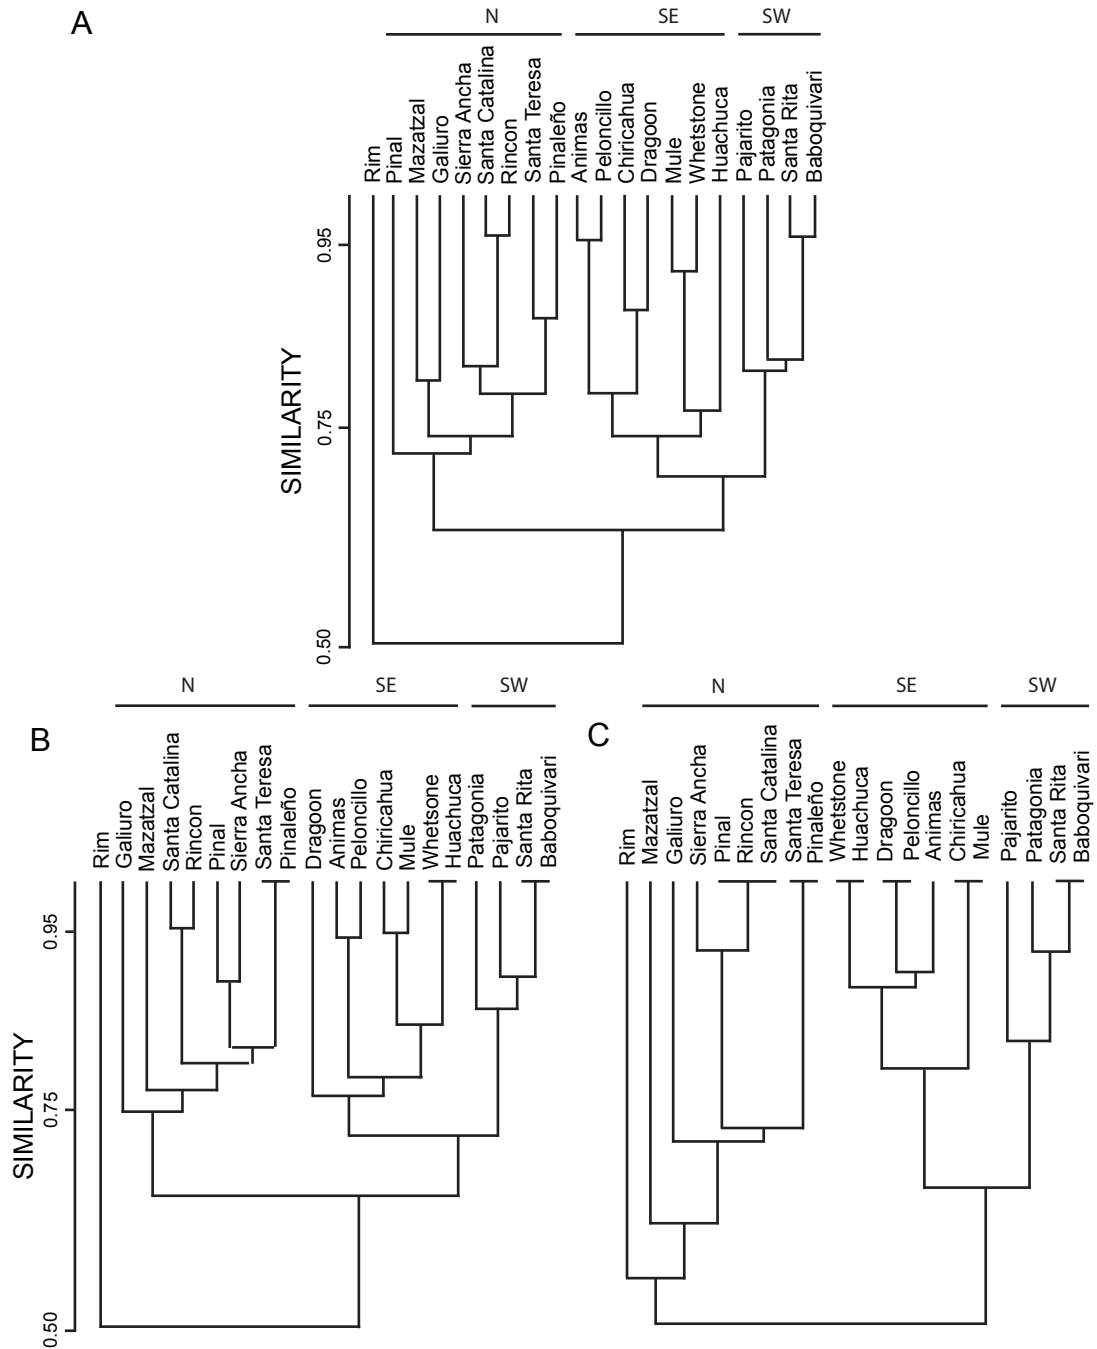 A
N SE SW
Rim
Pinal
Mazatzal
Galiuro
Sierra Ancha
Santa Catalina
Rincon
Santa Teresa
Pinaleño
Animas
Peloncillo
Chiricahua
Dragoon
Mule
Whetstone
Huachuca
Pajarito
Patagonia
Santa Rita
Baboquivari
SIMILARITY
0.95
0.75
0.50
B
N SE SW
Rim
Galiuro
Mazatzal
Santa Catalina
Rincon
Pinal
Sierra Ancha
Santa Teresa
Pinaleño
Dragoon
Animas
Peloncillo
Chiricahua
Mule
Whetsone
Huachuca
Patagonia
Pajarito
Santa Rita
Baboquivari
SIMILARITY
0.95
0.75
0.50
C
N SE SW
Rim
Mazatzal
Galiuro
Sierra Ancha
Pinal
Rincon
Santa Catalina
Santa Teresa
Pinaleño
Whetstone
Huachuca
Dragoon
Peloncillo
Animas
Chiricahua
Mule
Pajarito
Patagonia
Santa Rita
Baboquivari